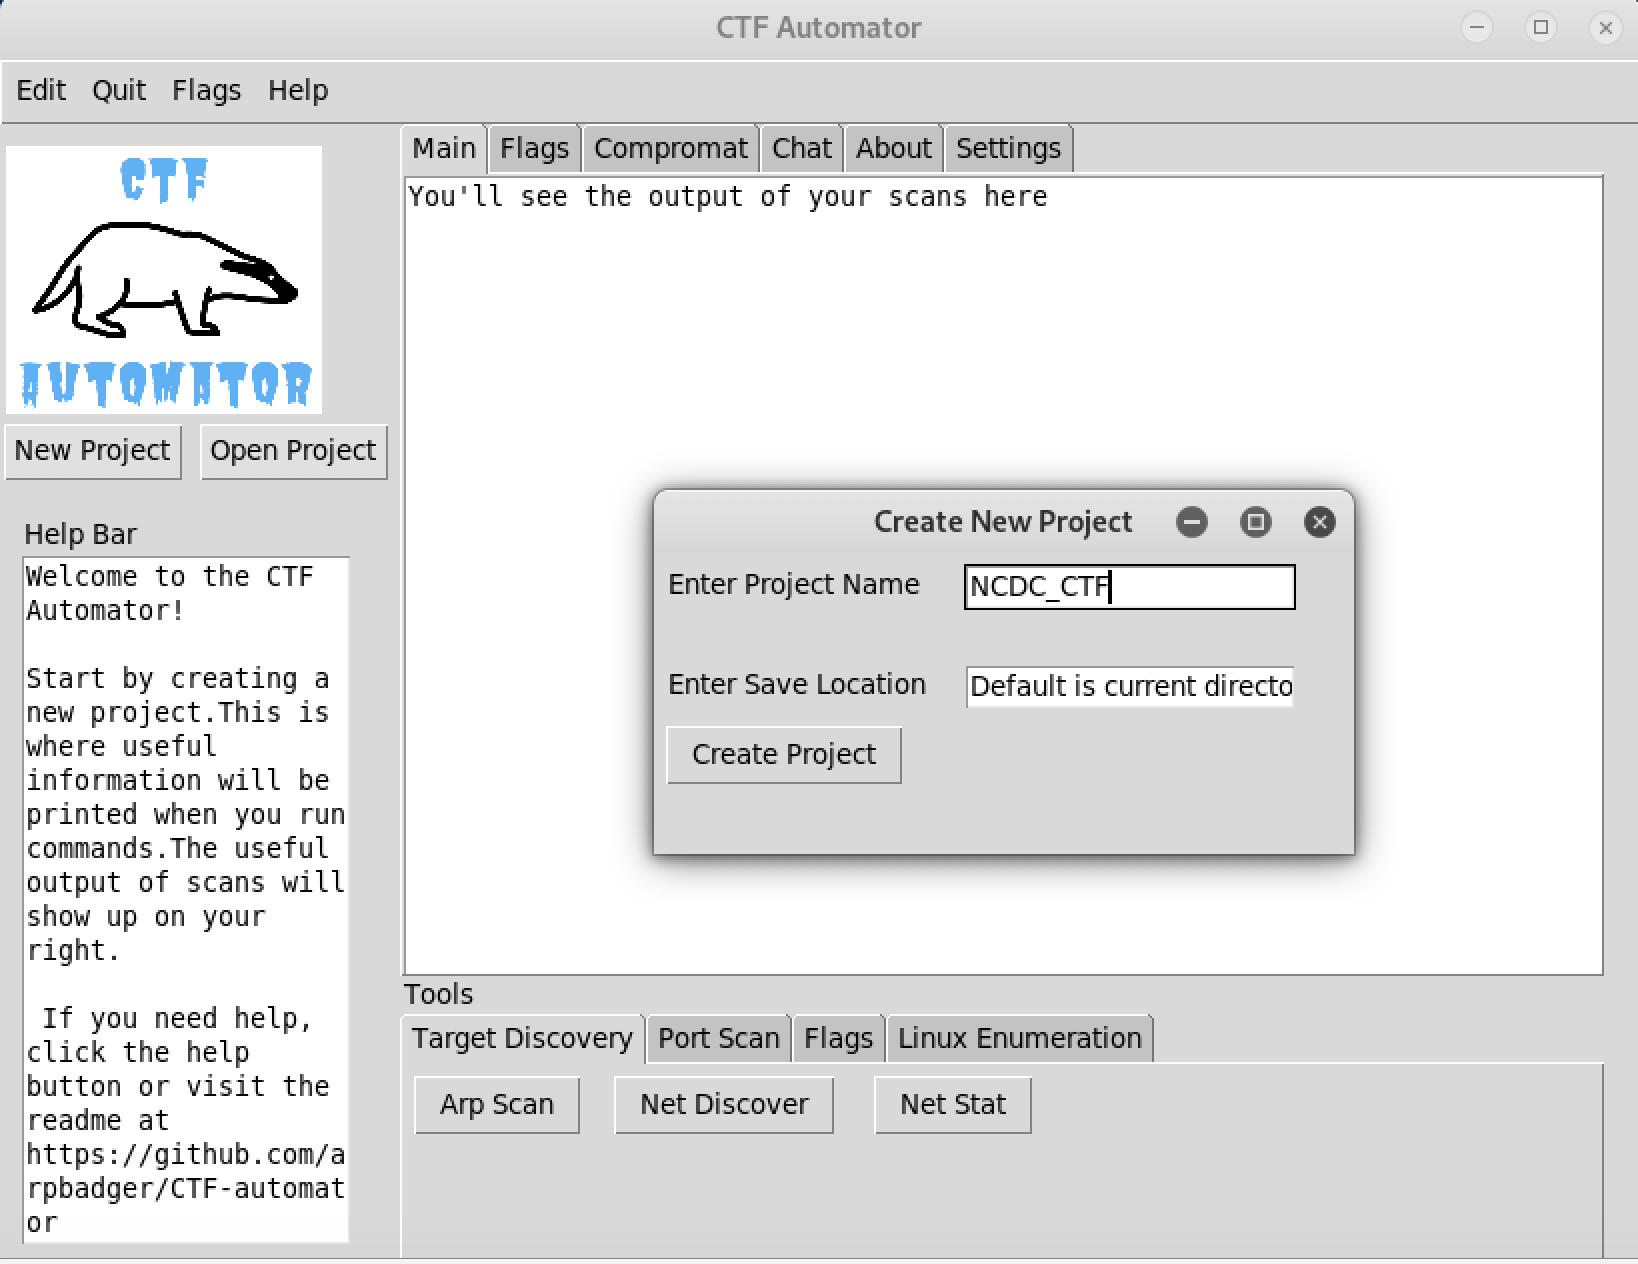 CTF Automator
Edit Quit Flags Help
CTF
AUTOMATOR
New Project Open Project
Help Bar
Welcome to the CTF
Automator!
Start by creating a
new project.This is
where useful
information will be
printed when you run
commands.The useful
output of scans will
show up on your
right.
If you need help,
click the help
button or visit the
readme at
https://github.com/a
rpbadger/CTF-automat
or
Main Flags Compromat Chat About Settings
You'll see the output of your scans here
Create New Project
Enter Project Name NCDC_CTF
Enter Save Location Default is current directo
Create Project
Tools
Target Discovery Port Scan Flags Linux Enumeration
Arp Scan Net Discover Net Stat